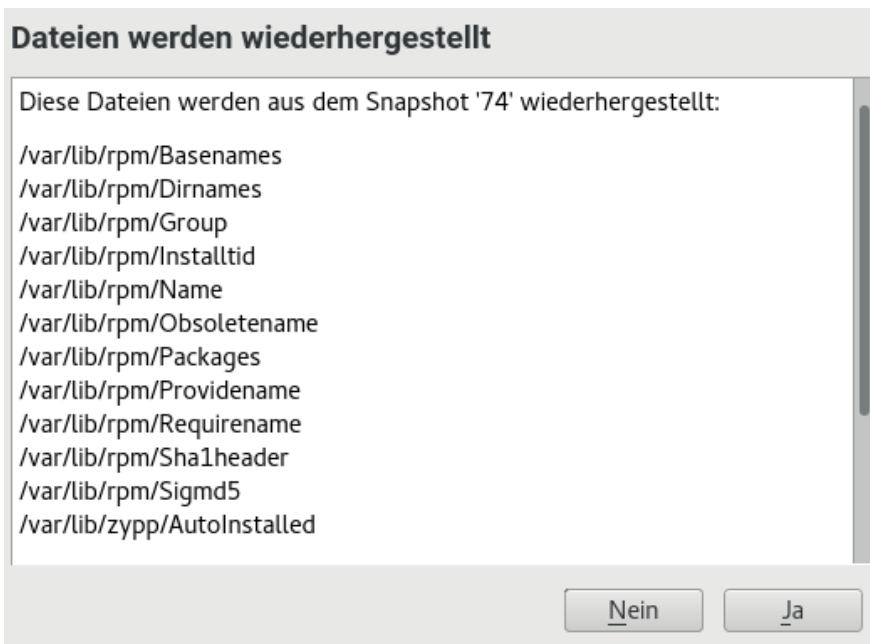 Dateien werden wiederhergestellt
Diese Dateien werden aus dem Snapshot '74' wiederhergestellt:
/var/lib/rpm/Basenames
/var/lib/rpm/Dirnames
/var/lib/rpm/Group
/var/lib/rpm/Installtid
/var/lib/rpm/Name
/var/lib/rpm/Obsoletename
/var/lib/rpm/Packages
/var/lib/rpm/Providename
/var/lib/rpm/Requirename
/var/lib/rpm/Sha1header
/var/lib/rpm/Sigmd5
/var/lib/zypp/AutoInstalled
Nein Ja